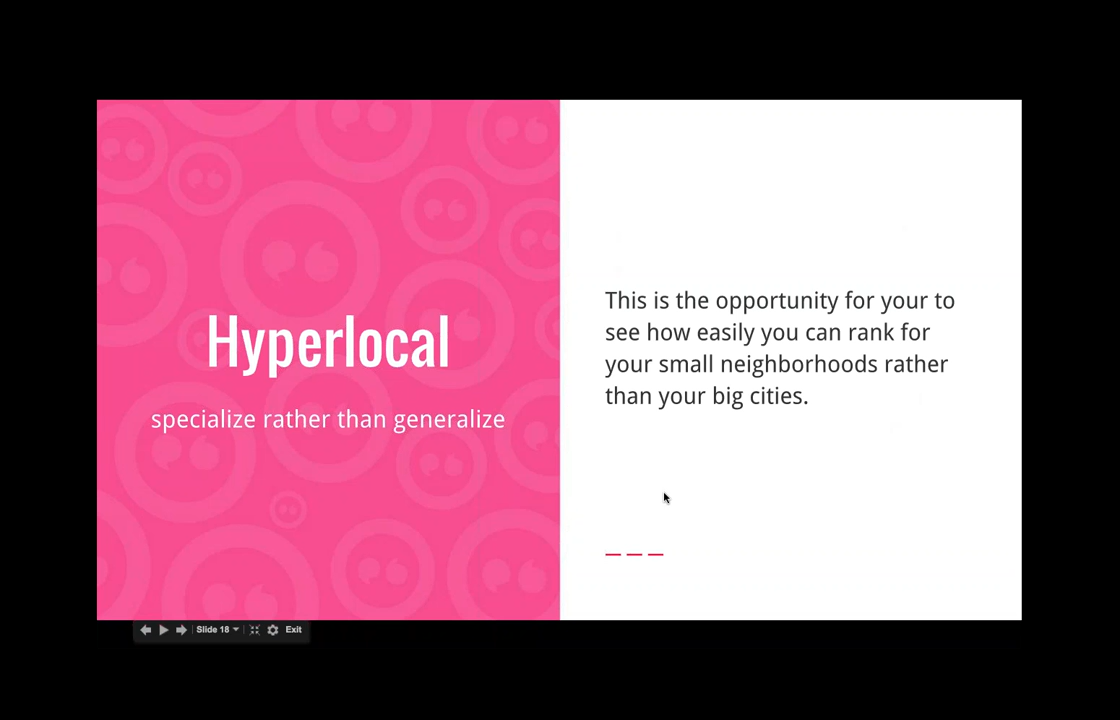 Hyperlocal
specialize rather than generalize
This is the opportunity for your to
see how easily you can rank for
your small neighborhoods rather
than your big cities.
Slide 18
Exit